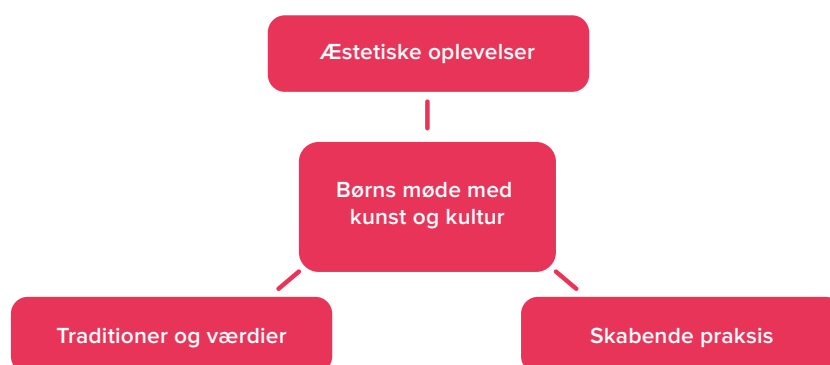 Æstetiske oplevelser
Børns møde med
kunst og kultur
Traditioner og værdier
Skabende praksis